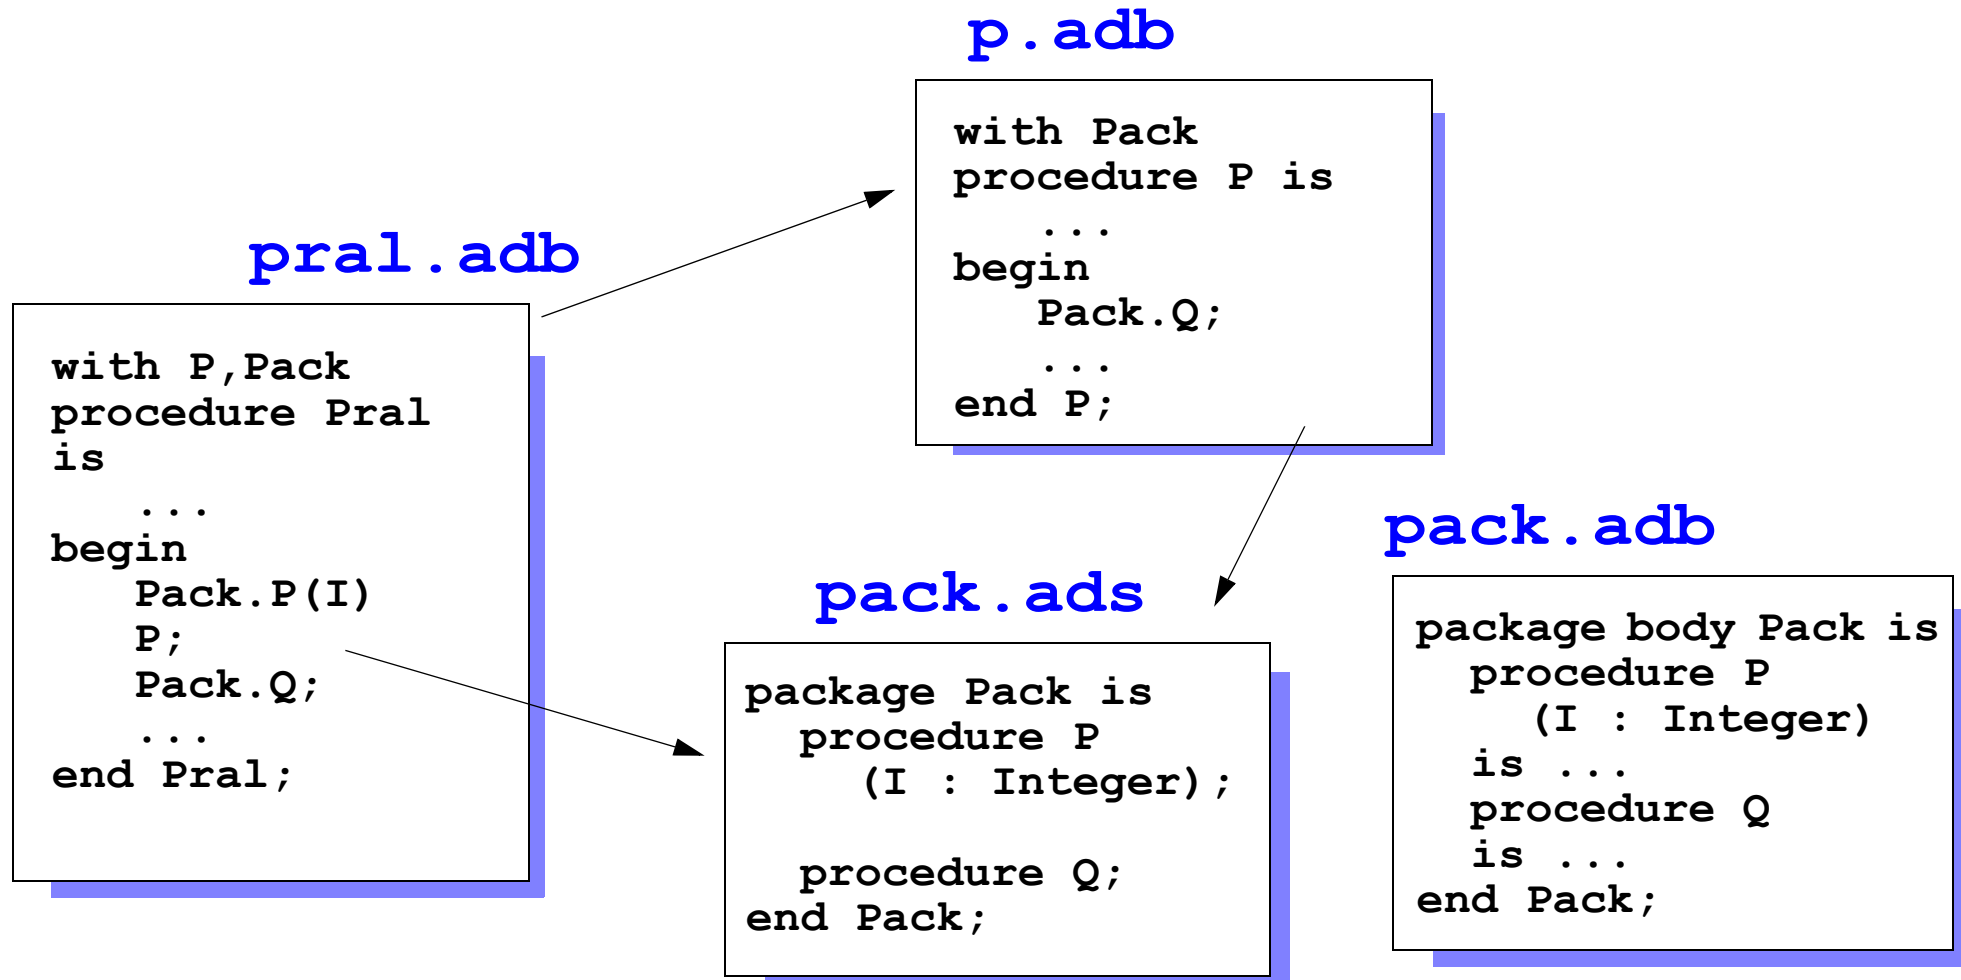 p.adb
with Pack
procedure P is
...
begin
Pack.Q;
...
end P;
pral.adb
with P,Pack
procedure Pral
is
...
begin
Pack.P(I)
P;
Pack.Q;
...
end Pral;
pack.ads
package Pack is
procedure P
(I : Integer);
procedure Q;
end Pack;
pack.adb
package body Pack is
procedure P
(I : Integer)
is ...
procedure Q
is ...
end Pack;